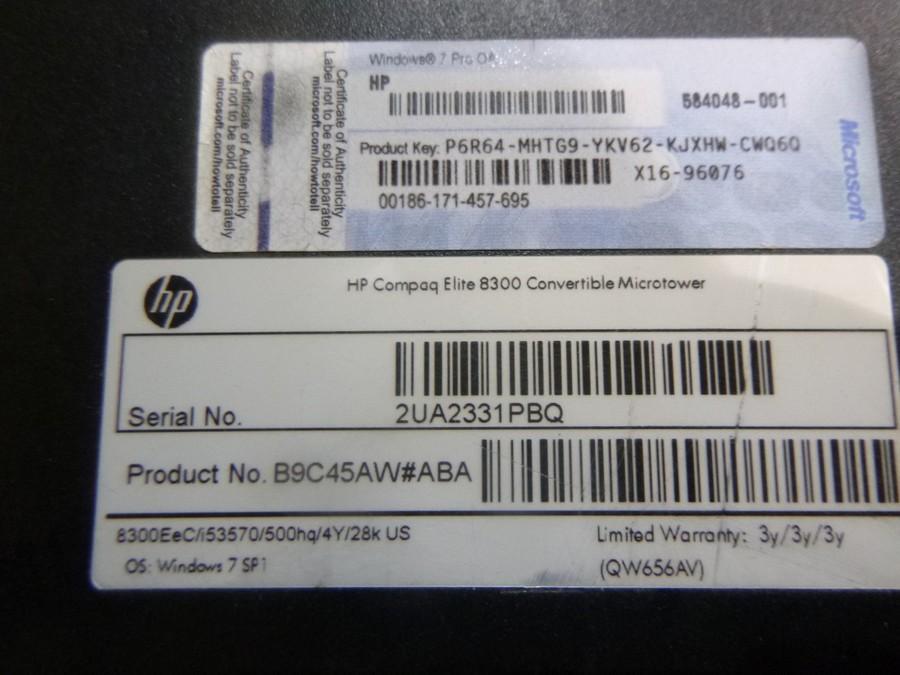 Certificate of Authenticity
Label not to be sold separately
microsoft.com/howtotell
Certificate of Authenticity
Label not to be sold separately
microsoft.com/howtotell
Windows® 7 Pro OA
HP
584048-001
Product Key: P6R64-MHTG9-YKV62-KJXHW-CWQ6Q
X16-96076
00186-171-457-695
Microsoft
hp
HP Compaq Elite 8300 Convertible Microtower
Serial No. 2UA2331PBQ
Product No. B9C45AW#ABA
8300EeC/i53570/500hq/4Y/28k US Limited Warranty: 3y/3y/3y
OS: Windows 7 SP1 (QW656AV)